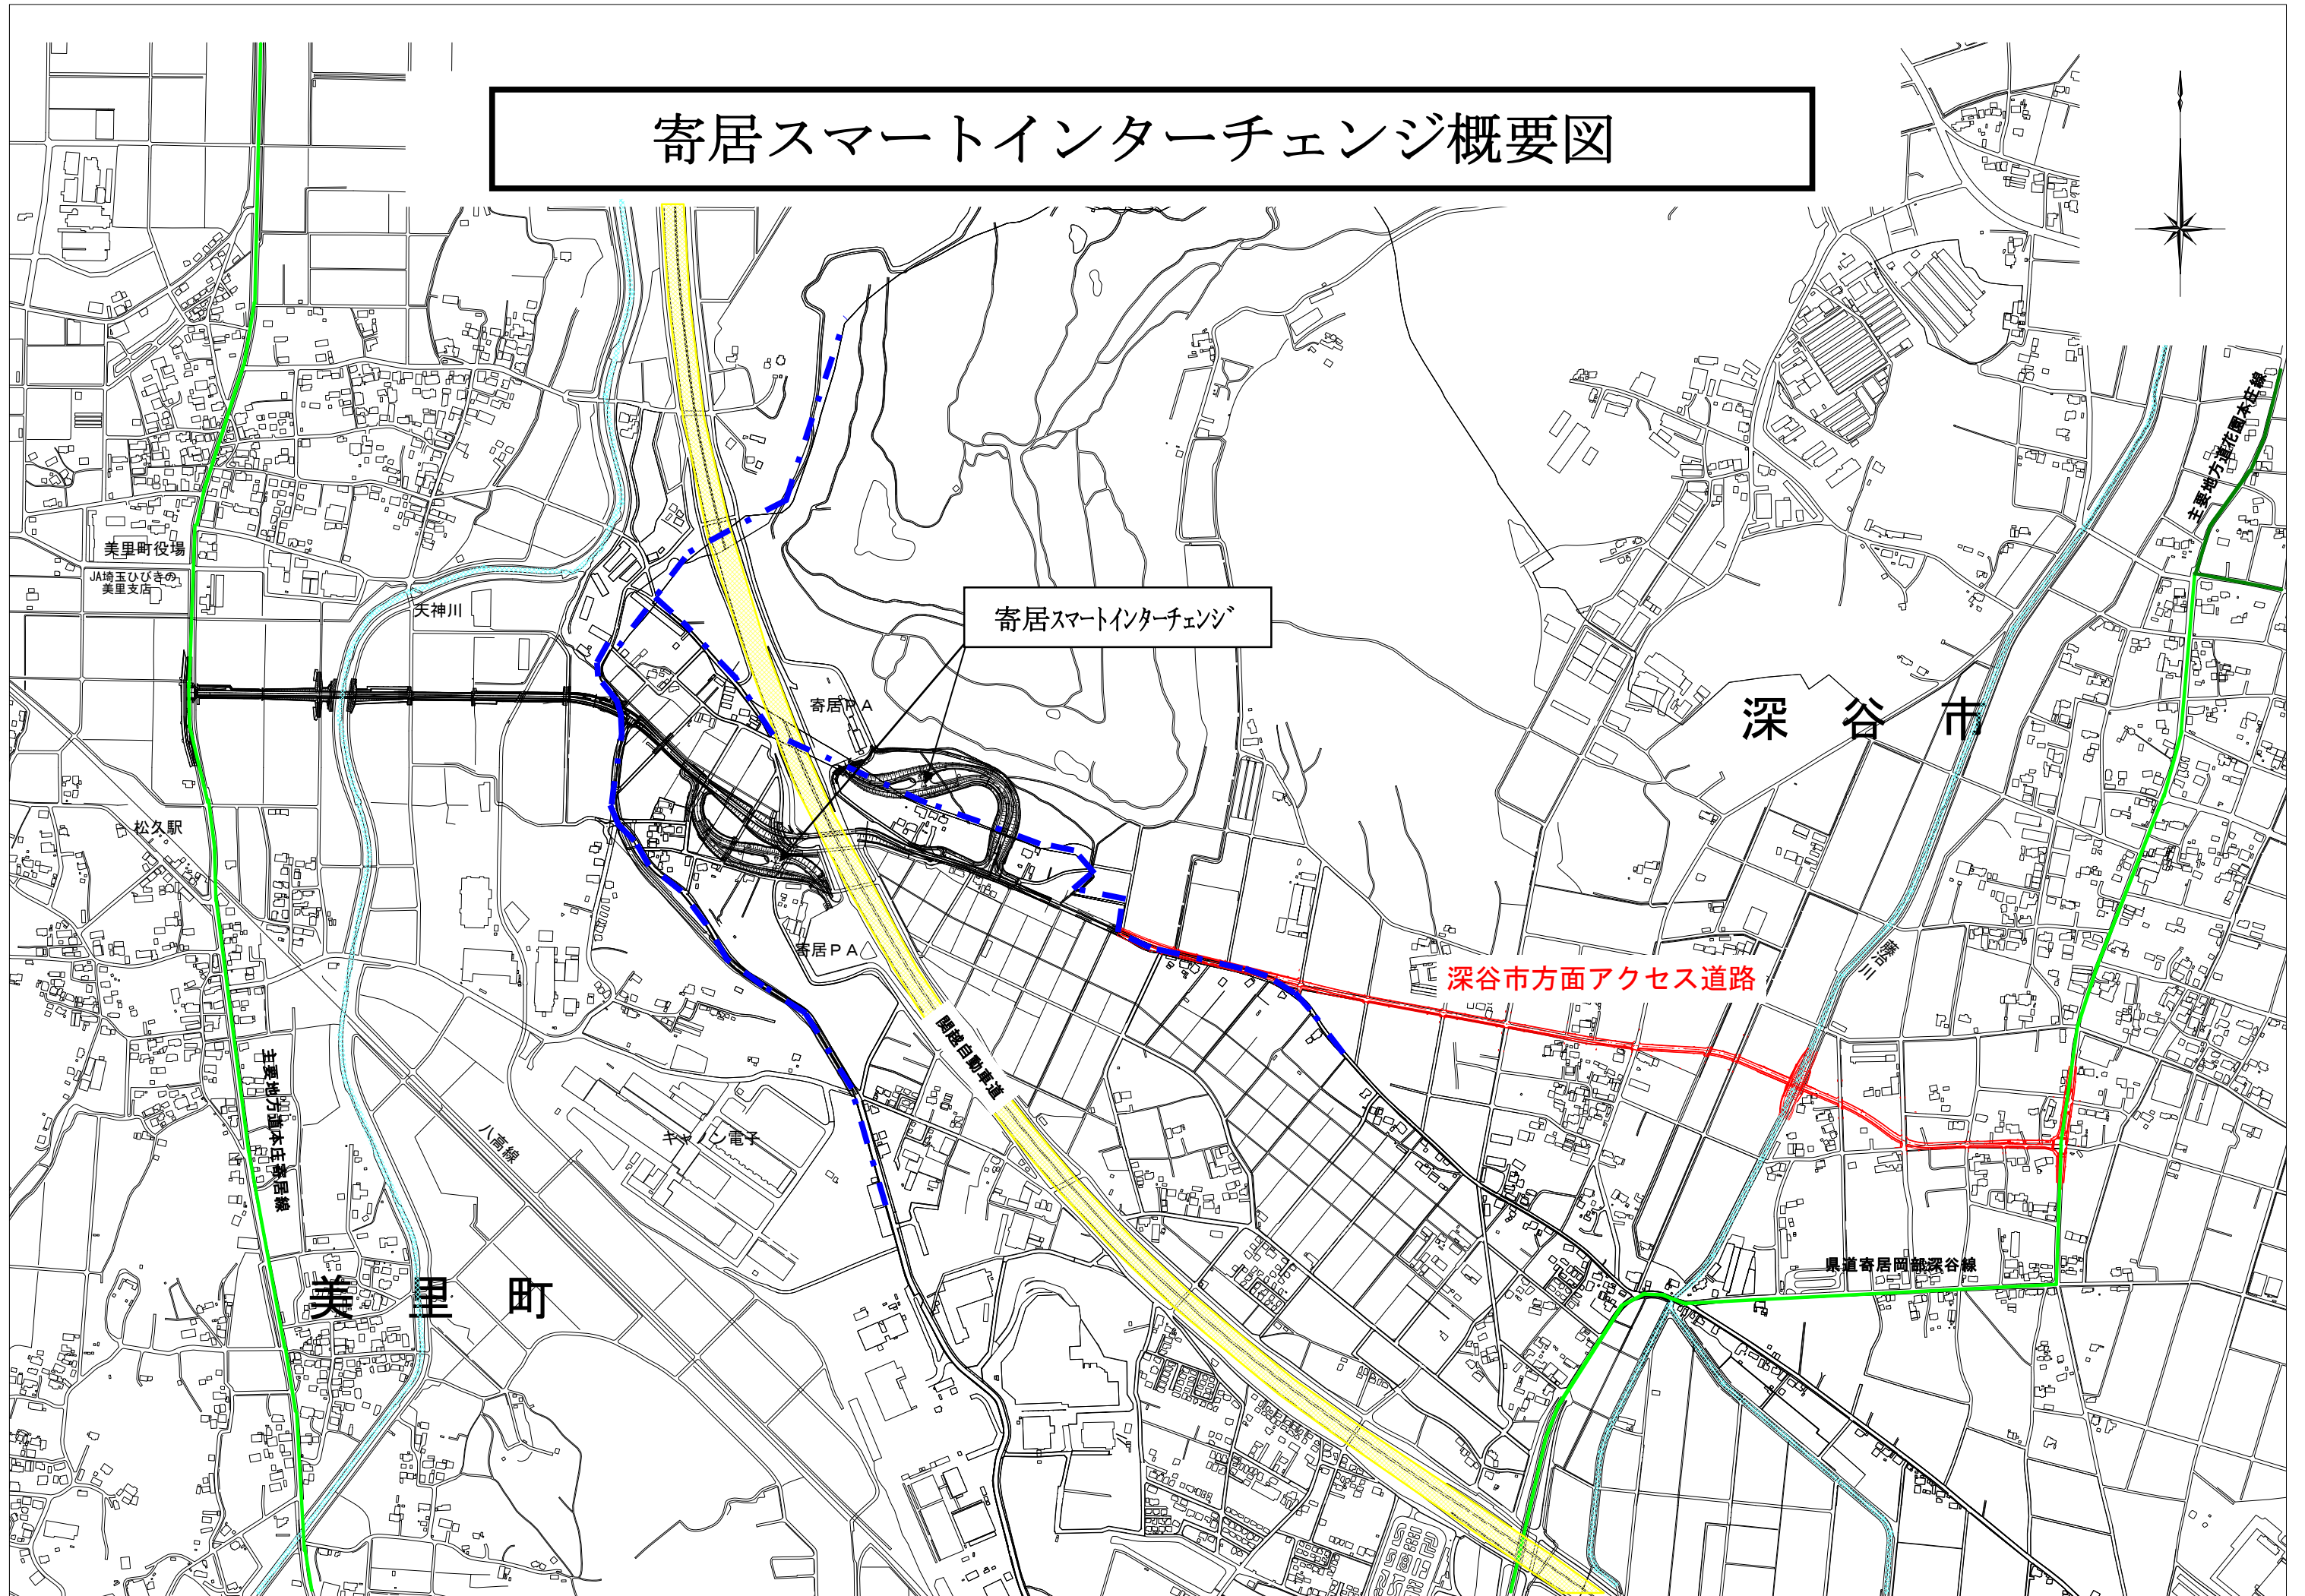 寄居スマートインターチェンジ概要図
主要地方道花園本庄線
美里町役場
JA埼玉ひびきの
美里支店
天神川
寄居スマートインターチェンジ
寄居PA
深谷市
松久駅
寄居PA
藤治川
深谷市方面アクセス道路
関越自動車道
主要地方道本庄寄居線
八高線
キャノン電子
県道寄居岡部深谷線
美里町